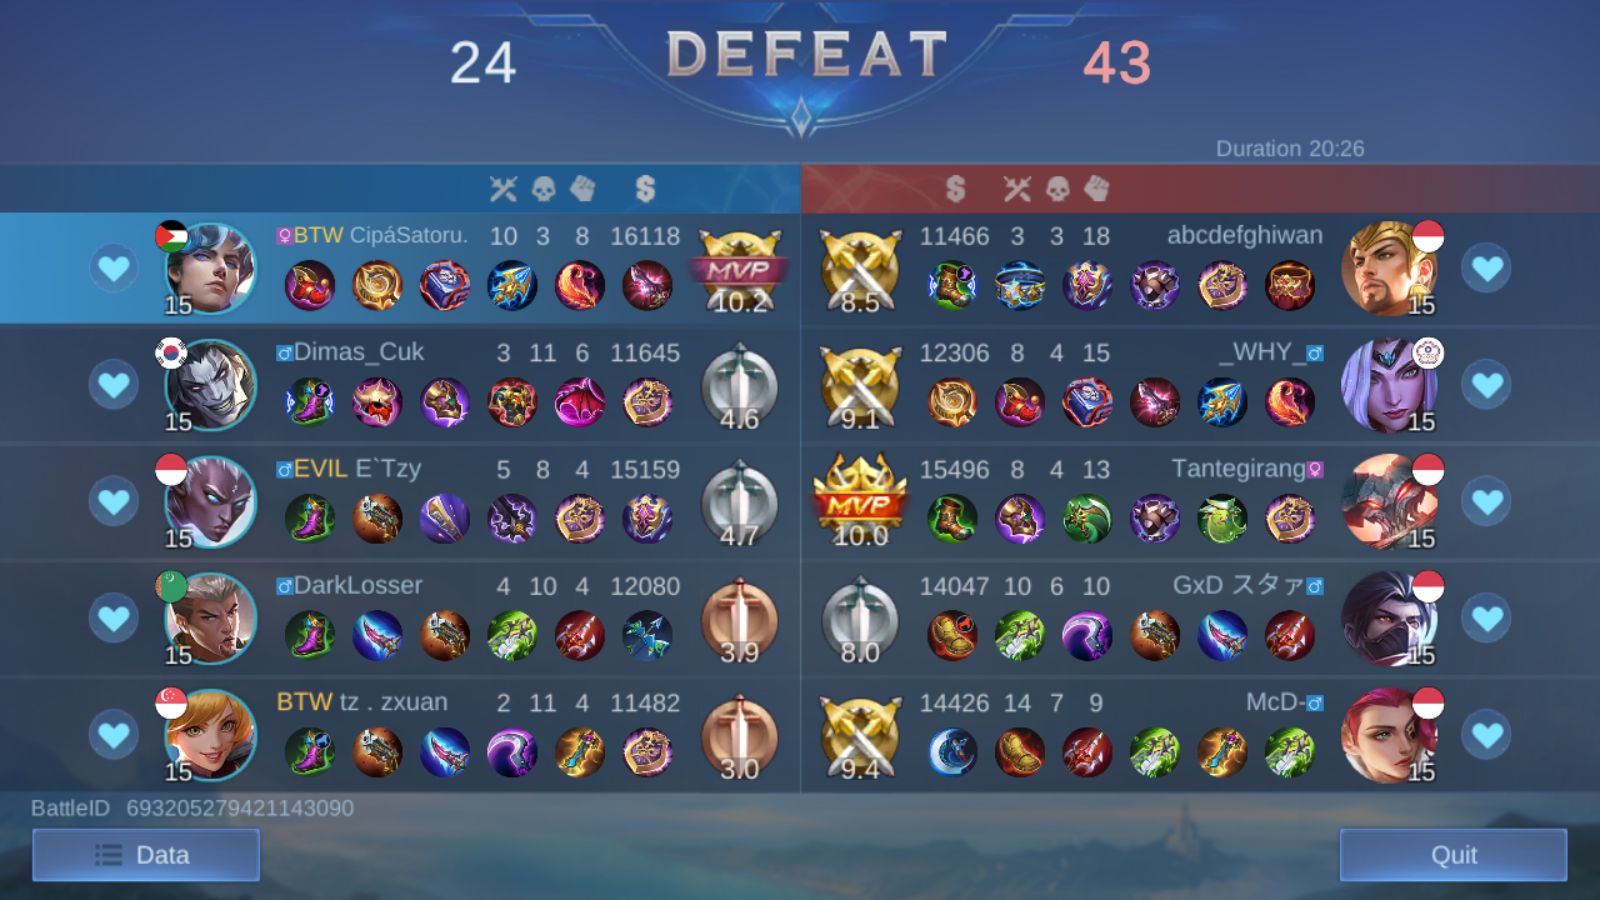 24
DEFEAT
43
Duration 20:26
♀BTW CipáSatoru. 10 3 8 16118
MVP
10.2
15
11466 3 3 18 abcdefghiwan
8.5
15
♂Dimas_Cuk 3 11 6 11645
4.6
15
12306 8 4 15 _WHY_♂
9.1
15
♂EVIL E`Tzy 5 8 4 15159
4.7
15
15496 8 4 13 Tantegirang♀
MVP
10.0
15
♂DarkLosser 4 10 4 12080
3.9
15
14047 10 6 10 GxD スタァ♂
8.0
15
BTW tz . zxuan 2 11 4 11482
3.0
15
14426 14 7 9 McD-♂
9.4
15
BattleID 693205279421143090
Data
Quit